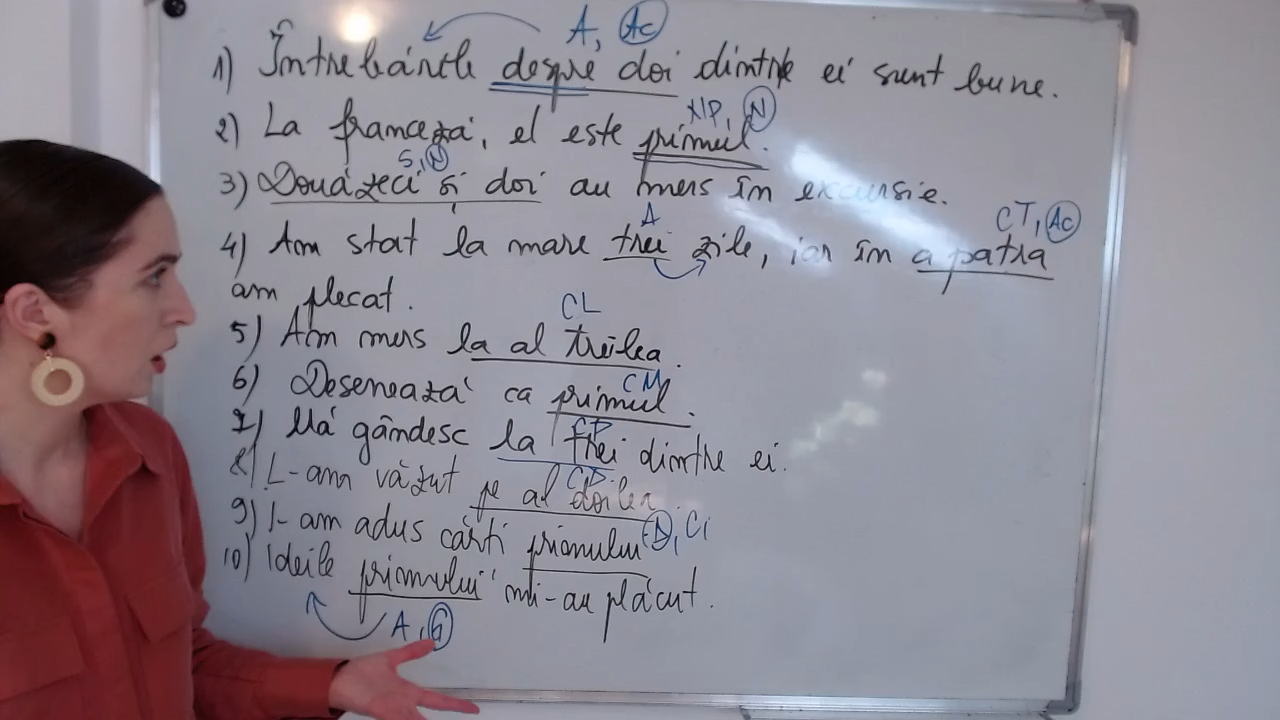 A, Ac
1) Întrebările despre doi dintre ei sunt bune.
NP, N
2) La franceză, el este primul.
S, N
3) Douăzeci și doi au mers în excursie.
A CT, Ac
4) Am stat la mare trei zile, iar în a patra
am plecat.
CL
5) Am mers la al treilea.
CM
6) Desenează ca primul.
CP
7) Mă gândesc la trei dintre ei.
CD
8) L-am văzut pe al doilea.
9) I-am adus cărți primului D, Ci
10) Ideile primului mi-au plăcut.
A, G